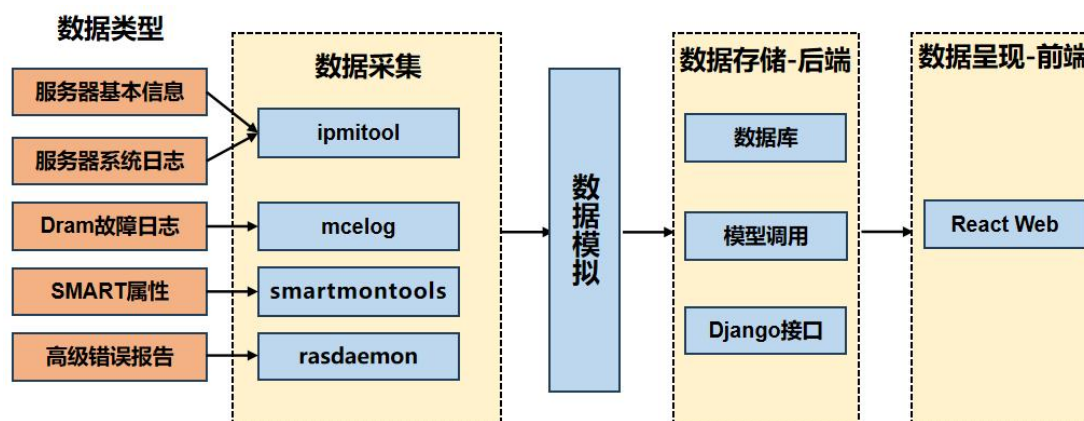 数据类型
服务器基本信息
服务器系统日志
Dram故障日志
SMART属性
高级错误报告
数据采集
ipmitool
mcelog
smartmontools
rasdaemon
数据模拟
数据存储-后端
数据库
模型调用
Django接口
数据呈现-前端
React Web